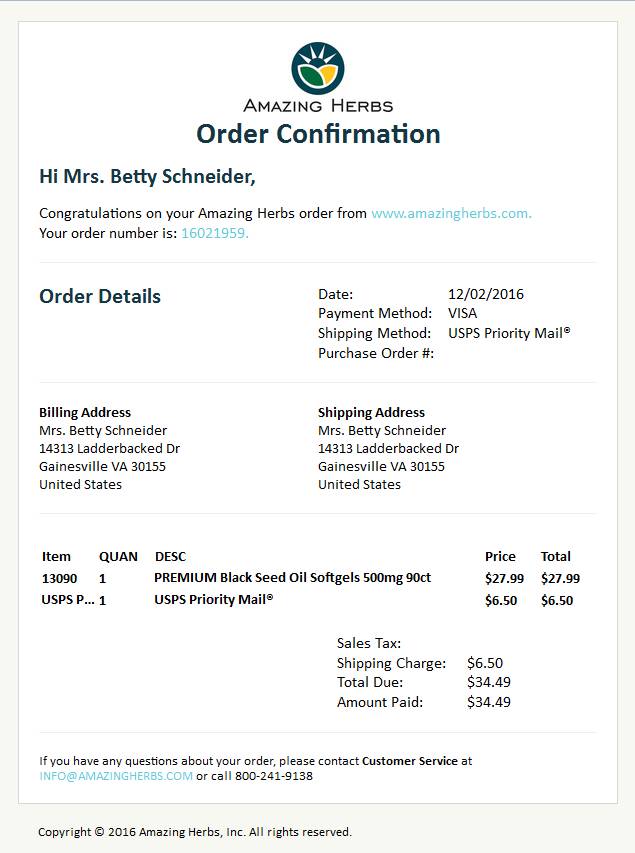 AMAZING HERBS
Order Confirmation
Hi Mrs. Betty Schneider,
Congratulations on your Amazing Herbs order from www.amazingherbs.com.
Your order number is: 16021959.
Order Details
Date: 12/02/2016
Payment Method: VISA
Shipping Method: USPS Priority Mail®
Purchase Order #:
Billing Address Shipping Address
Mrs. Betty Schneider Mrs. Betty Schneider
14313 Ladderbacked Dr 14313 Ladderbacked Dr
Gainesville VA 30155 Gainesville VA 30155
United States United States
Item QUAN DESC Price Total
13090 1 PREMIUM Black Seed Oil Softgels 500mg 90ct $27.99 $27.99
USPS P... 1 USPS Priority Mail® $6.50 $6.50
Sales Tax:
Shipping Charge: $6.50
Total Due: $34.49
Amount Paid: $34.49
If you have any questions about your order, please contact Customer Service at
INFO@AMAZINGHERBS.COM or call 800-241-9138
Copyright © 2016 Amazing Herbs, Inc. All rights reserved.